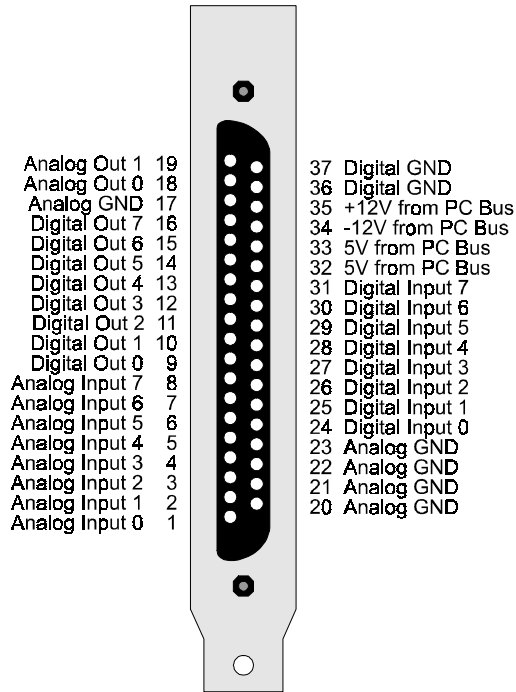 Analog Out 1 19
Analog Out 0 18
Analog GND 17
Digital Out 7 16
Digital Out 6 15
Digital Out 5 14
Digital Out 4 13
Digital Out 3 12
Digital Out 2 11
Digital Out 1 10
Digital Out 0 9
Analog Input 7 8
Analog Input 6 7
Analog Input 5 6
Analog Input 4 5
Analog Input 3 4
Analog Input 2 3
Analog Input 1 2
Analog Input 0 1
37 Digital GND
36 Digital GND
35 +12V from PC Bus
34 -12V from PC Bus
33 5V from PC Bus
32 5V from PC Bus
31 Digital Input 7
30 Digital Input 6
29 Digital Input 5
28 Digital Input 4
27 Digital Input 3
26 Digital Input 2
25 Digital Input 1
24 Digital Input 0
23 Analog GND
22 Analog GND
21 Analog GND
20 Analog GND